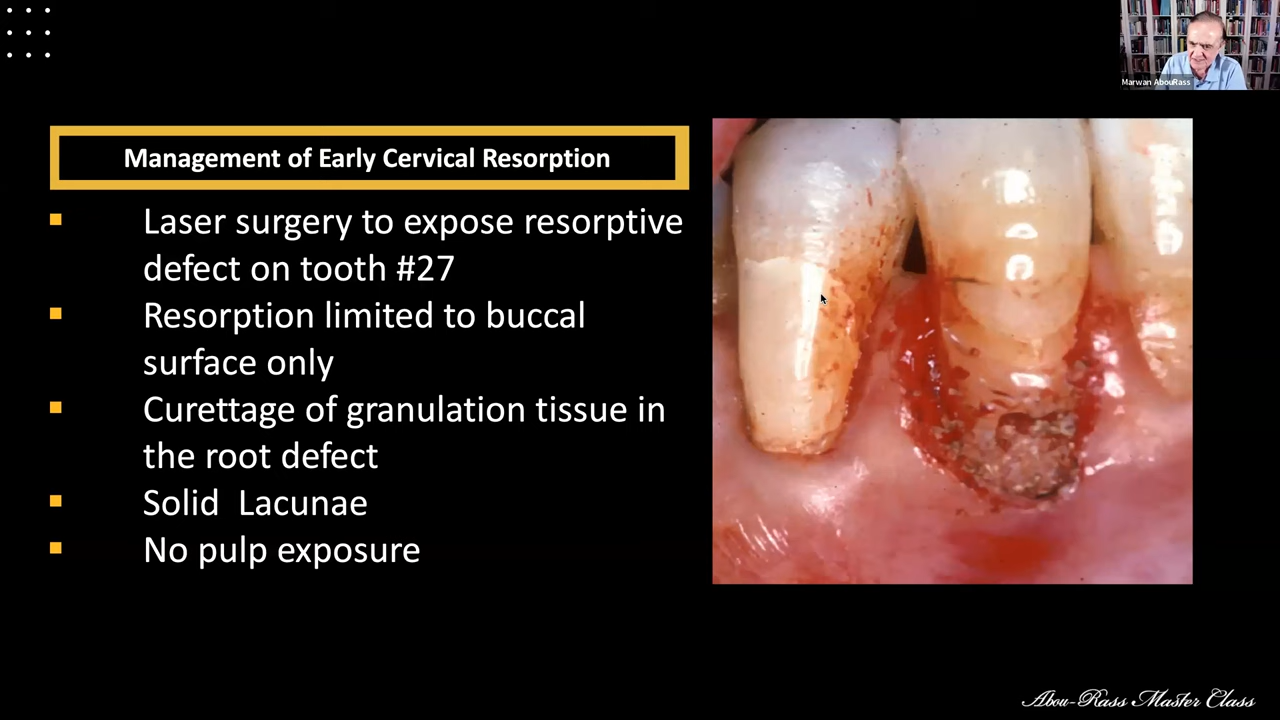 Marwan AbouRass
Management of Early Cervical Resorption
Laser surgery to expose resorptive
defect on tooth #27
Resorption limited to buccal
surface only
Curettage of granulation tissue in
the root defect
Solid  Lacunae
No pulp exposure
Abou-Rass Master Class